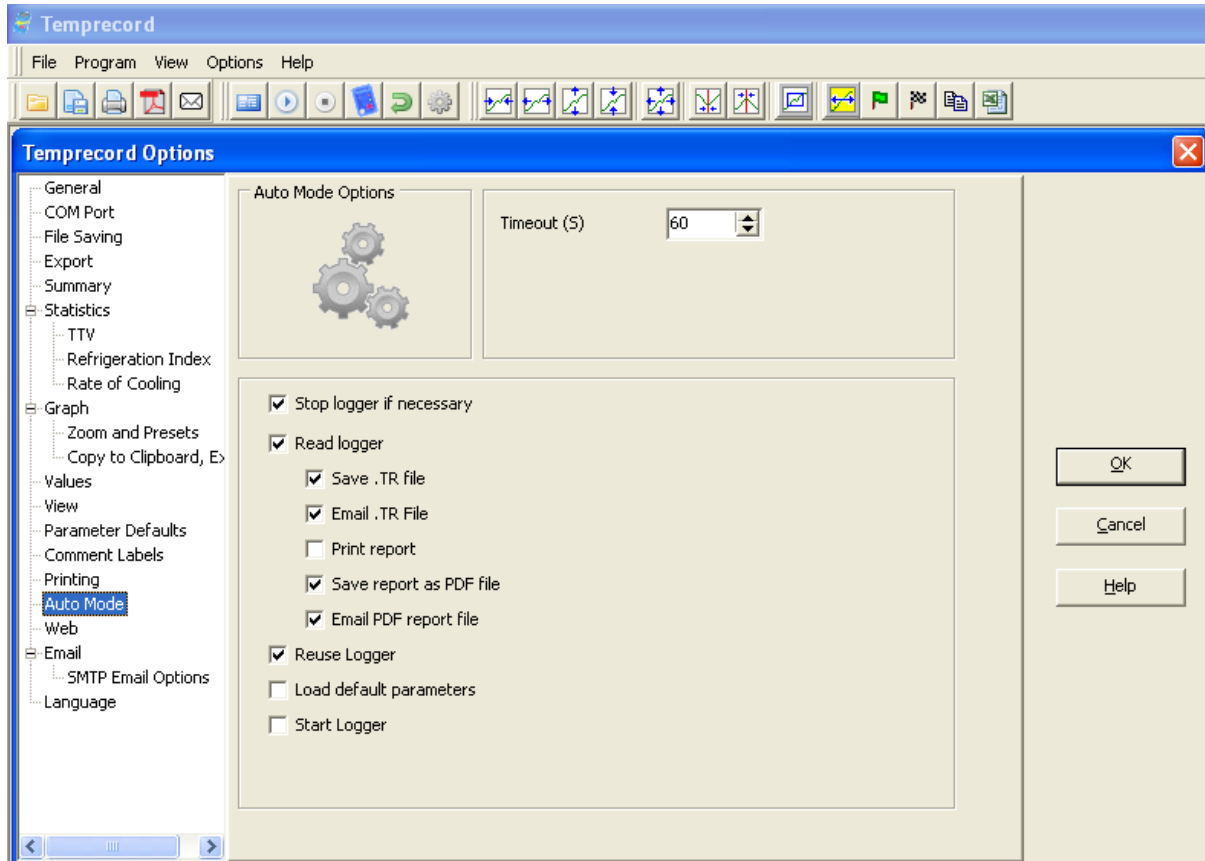 Temprecord
File Program View Options Help
Temprecord Options
General
COM Port
File Saving
Export
Summary
Statistics
TTV
Refrigeration Index
Rate of Cooling
Graph
Zoom and Presets
Copy to Clipboard, Ex
Values
View
Parameter Defaults
Comment Labels
Printing
Auto Mode
Web
Email
SMTP Email Options
Language
Auto Mode Options
Timeout (S) 60
Stop logger if necessary
Read logger
Save .TR file
Email .TR File
Print report
Save report as PDF file
Email PDF report file
Reuse Logger
Load default parameters
Start Logger
OK
Cancel
Help